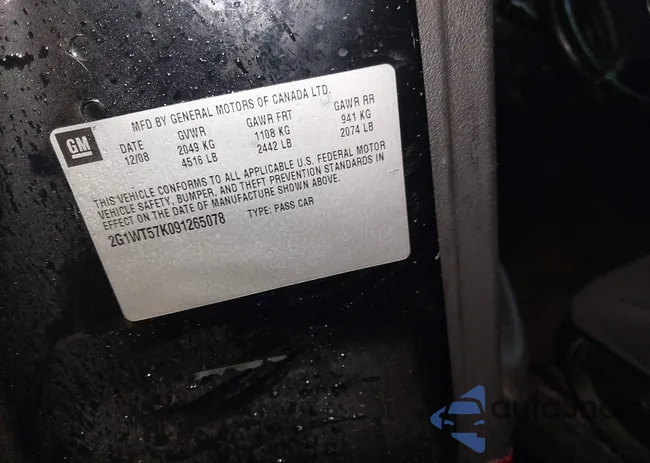 MFD BY GENERAL MOTORS OF CANADA LTD.
GM
DATE GVWR GAWR FRT GAWR RR
12/08 2049 KG 1108 KG 941 KG
4516 LB 2442 LB 2074 LB
THIS VEHICLE CONFORMS TO ALL APPLICABLE U.S. FEDERAL MOTOR
VEHICLE SAFETY, BUMPER, AND THEFT PREVENTION STANDARDS IN
EFFECT ON THE DATE OF MANUFACTURE SHOWN ABOVE.
2G1WT57K091265078 TYPE: PASS CAR